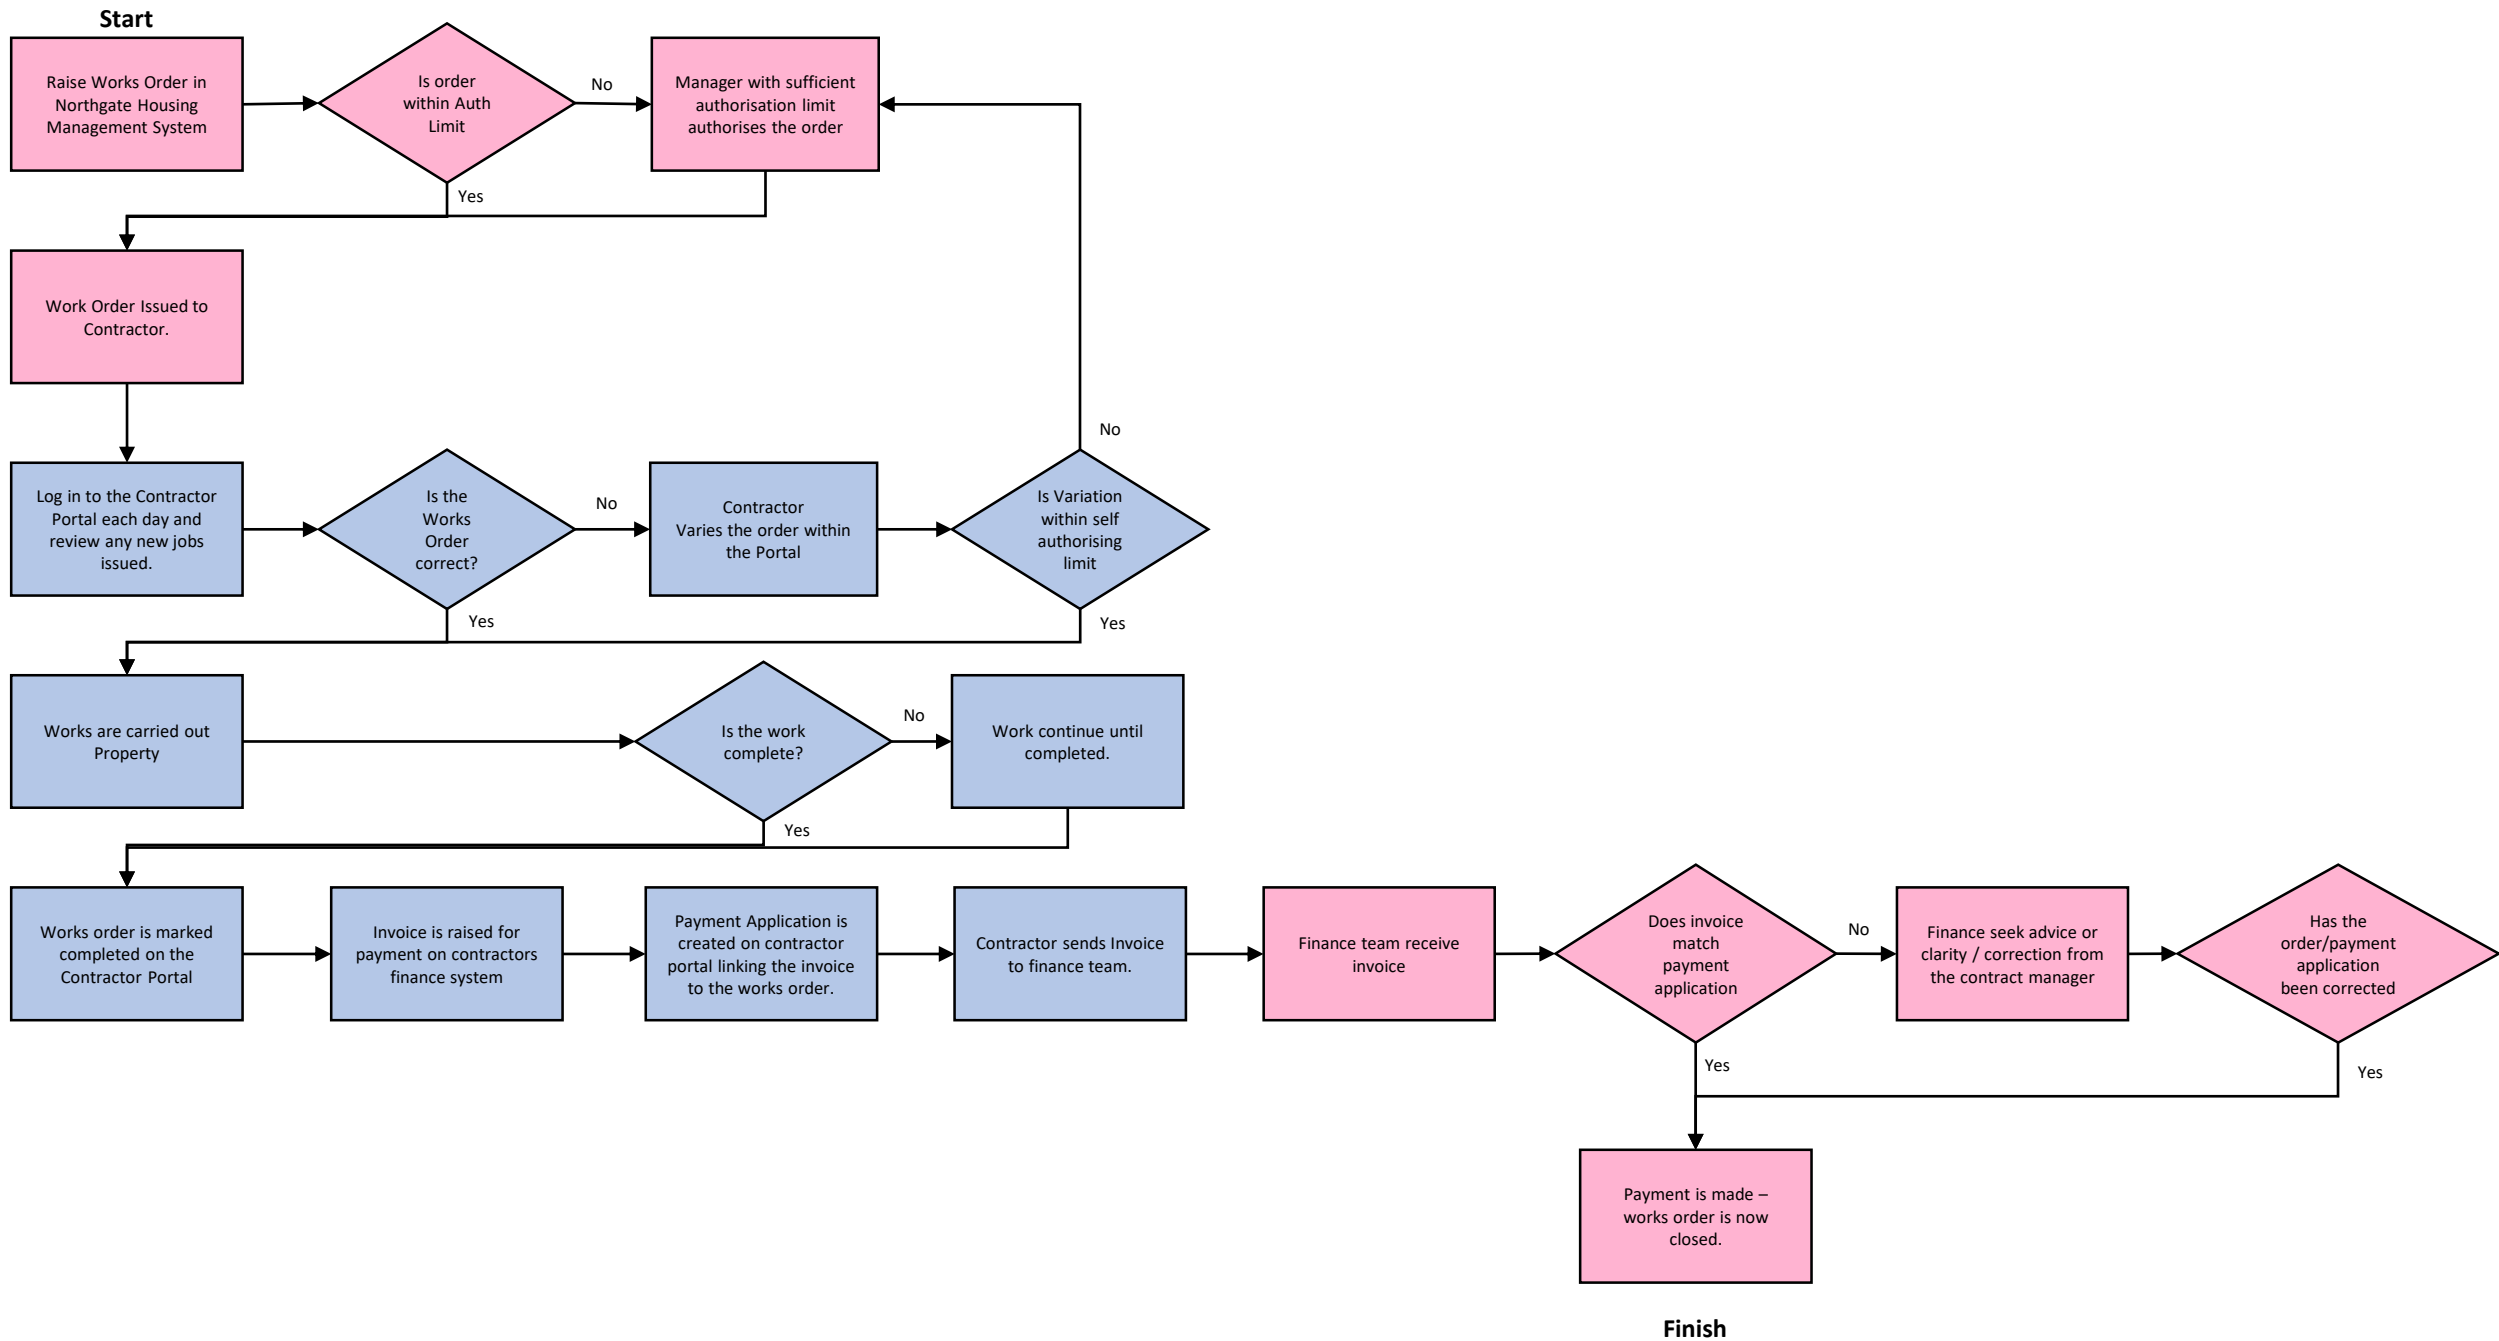 Start
Raise Works Order in
Northgate Housing
Management System
Is order
within Auth
Limit
No
Manager with sufficient
authorisation limit
authorises the order
Yes
Work Order Issued to
Contractor.
No
Log in to the Contractor
Portal each day and
review any new jobs
issued.
Is the
Works
Order
correct?
No
Contractor
Varies the order within
the Portal
Is Variation
within self
authorising
limit
Yes
Yes
Works are carried out
Property
Is the work
complete?
No
Work continue until
completed.
Yes
Works order is marked
completed on the
Contractor Portal
Invoice is raised for
payment on contractors
finance system
Payment Application is
created on contractor
portal linking the invoice
to the works order.
Contractor sends Invoice
to finance team.
Finance team receive
invoice
Does invoice
match
payment
application
No
Finance seek advice or
clarity / correction from
the contract manager
Has the
order/payment
application
been corrected
Yes
Yes
Payment is made –
works order is now
closed.
Finish